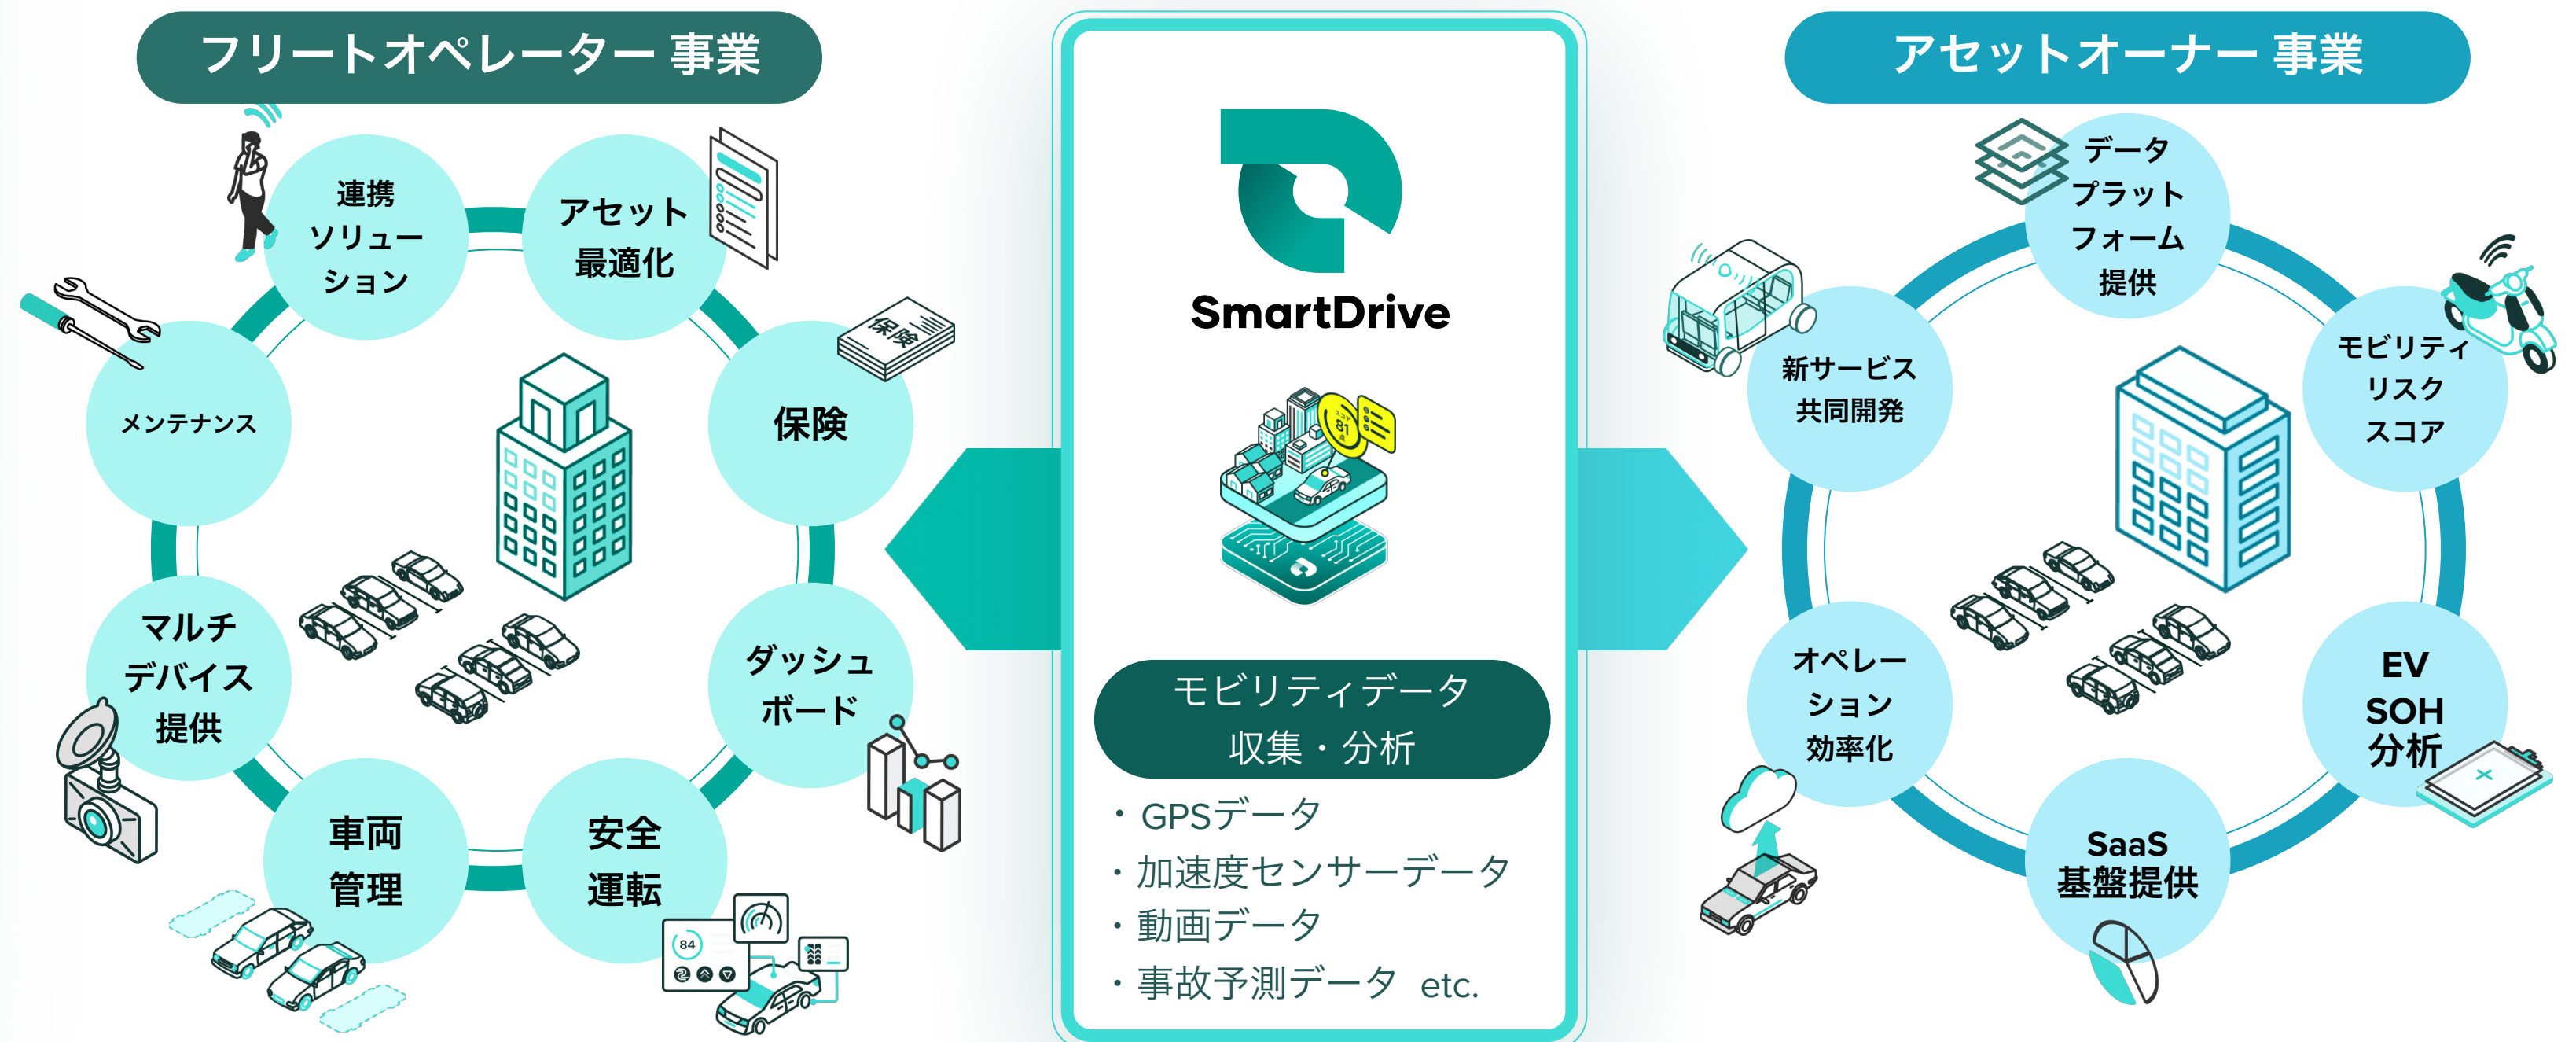 フリートオペレーター 事業
連携
ソリュー
ション
アセット
最適化
保険
保険
ダッシュ
ボード
安全
運転
84
車両
管理
マルチ
デバイス
提供
メンテナンス
SmartDrive
スコア
81
点
モビリティデータ
収集・分析
・GPSデータ
・加速度センサーデータ
・動画データ
・事故予測データ etc.
アセットオーナー 事業
データ
プラット
フォーム
提供
モビリティ
リスク
スコア
EV
SOH
分析
SaaS
基盤提供
オペレー
ション
効率化
新サービス
共同開発